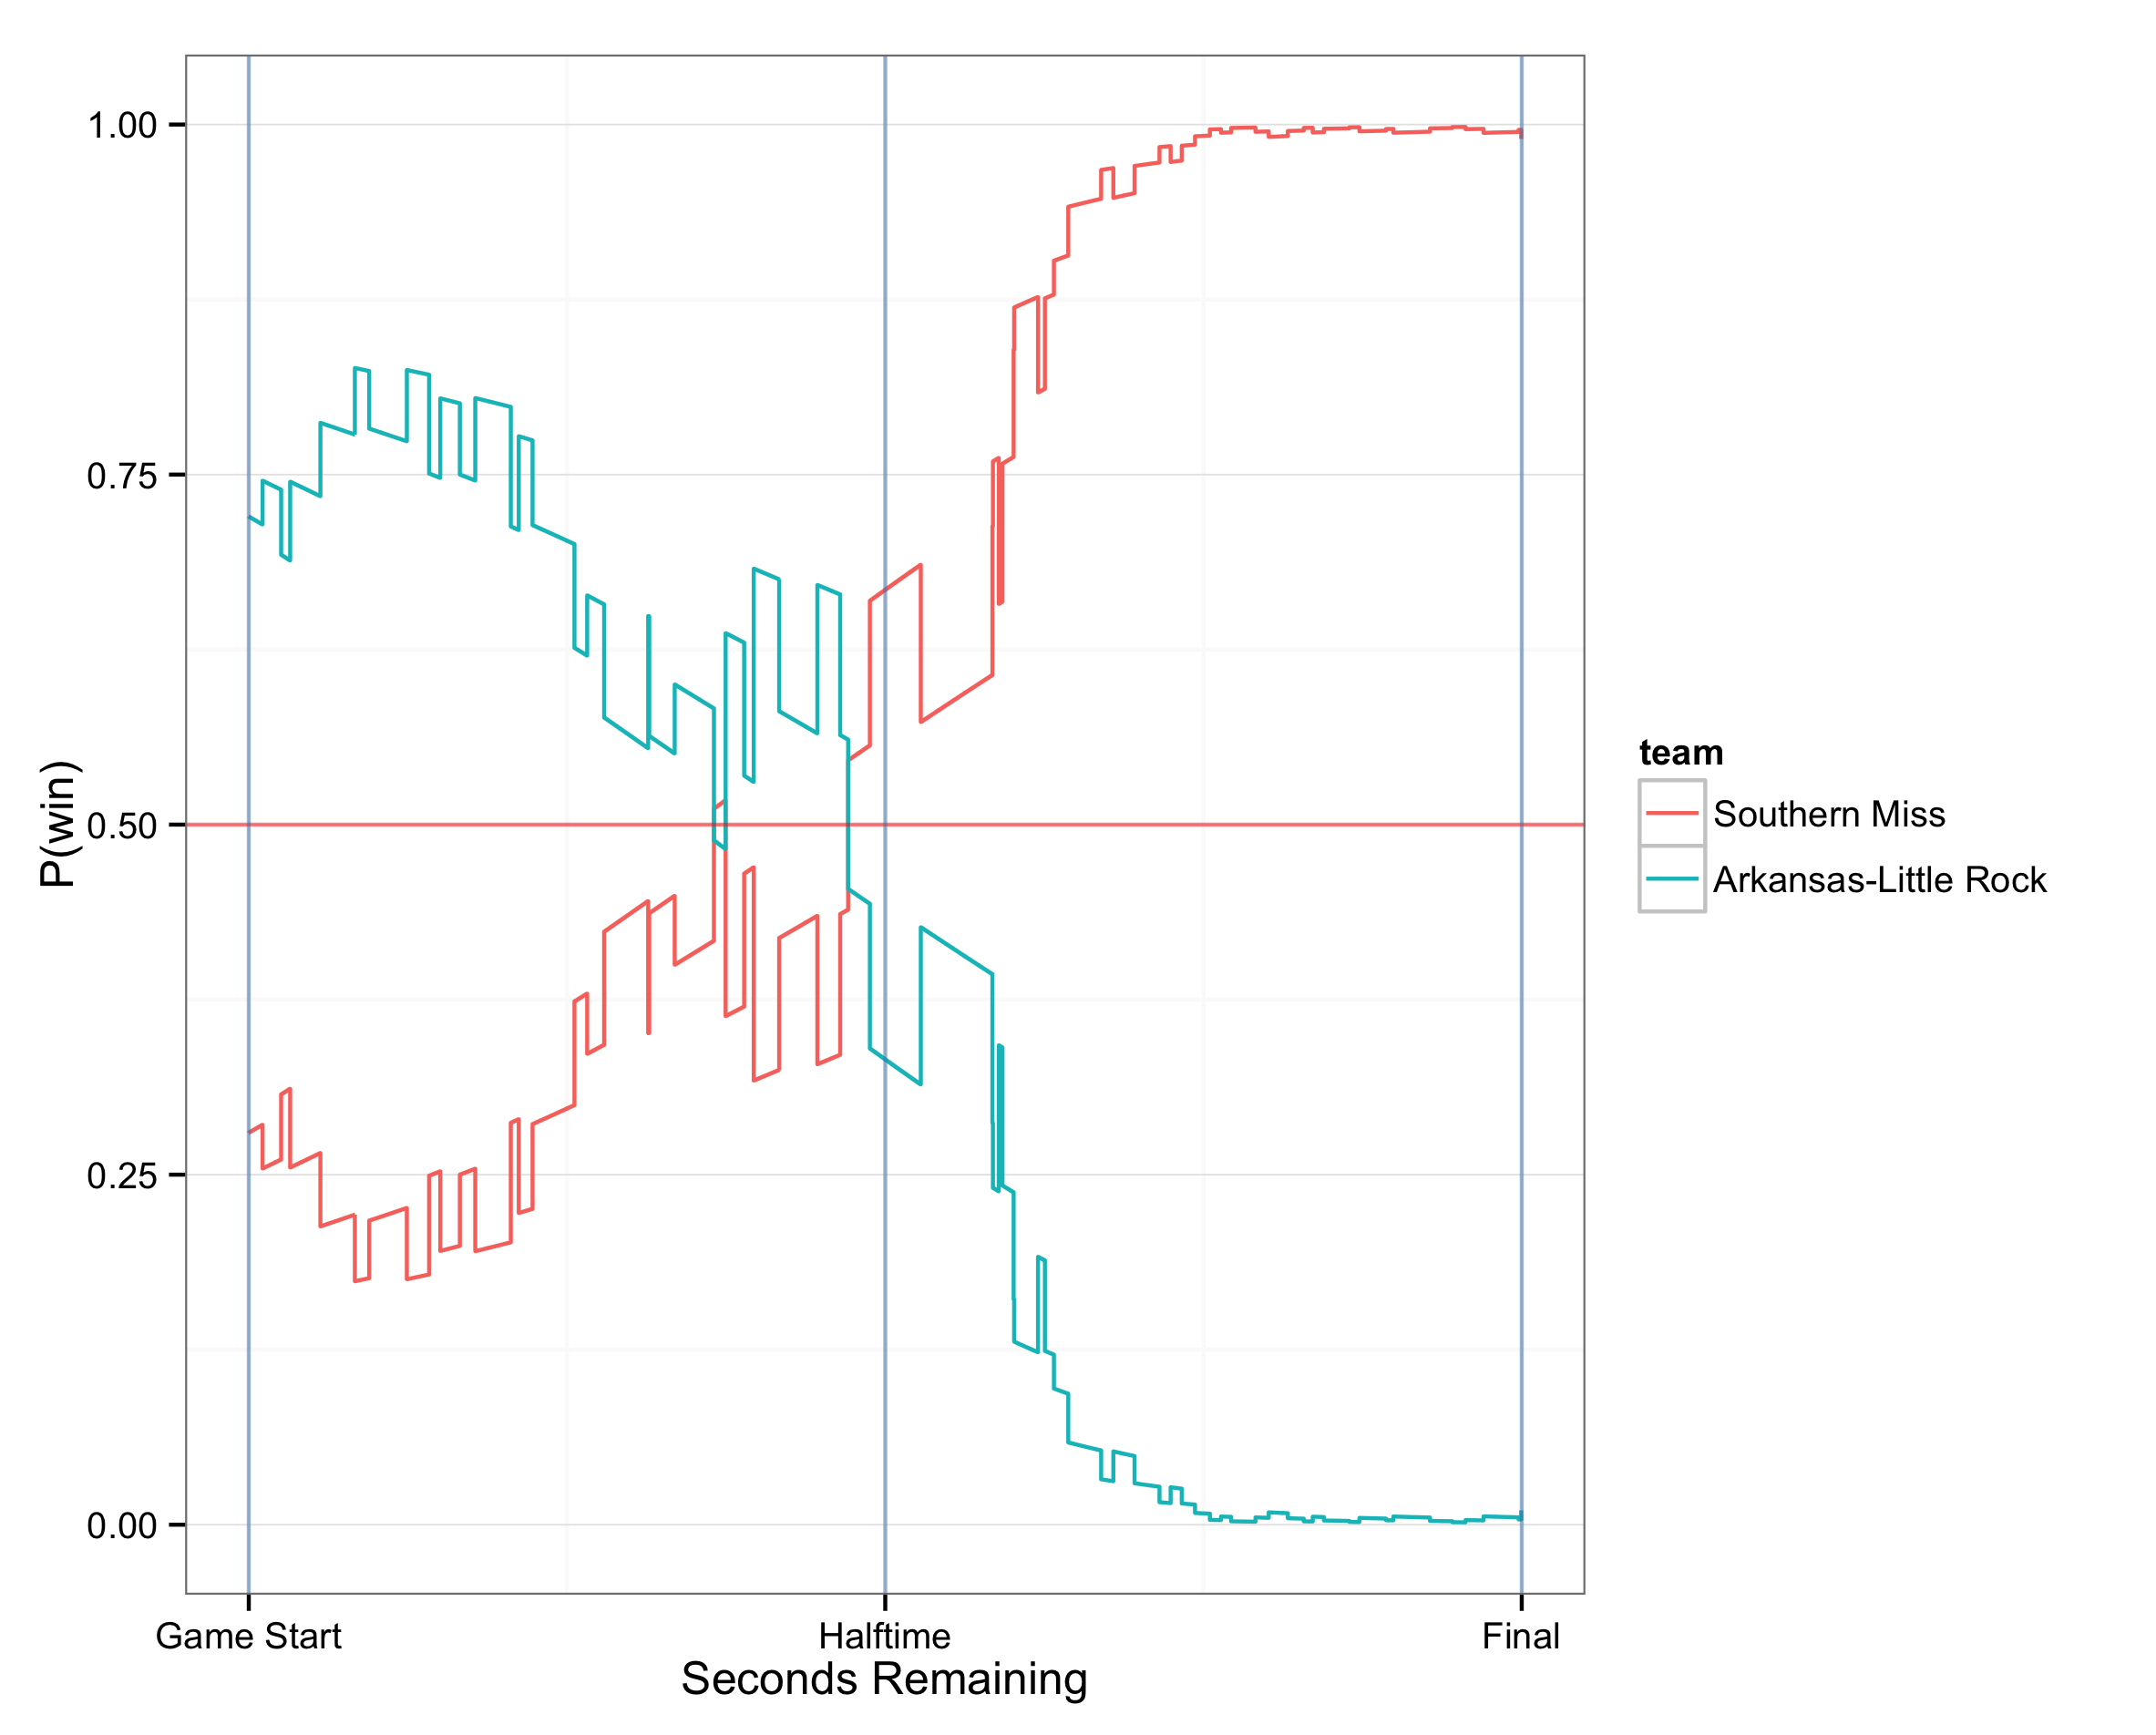 1.00
0.75
0.50
0.25
0.00
P(win)
Game Start
Halftime
Final
Seconds Remaining
team
Southern Miss
Arkansas-Little Rock